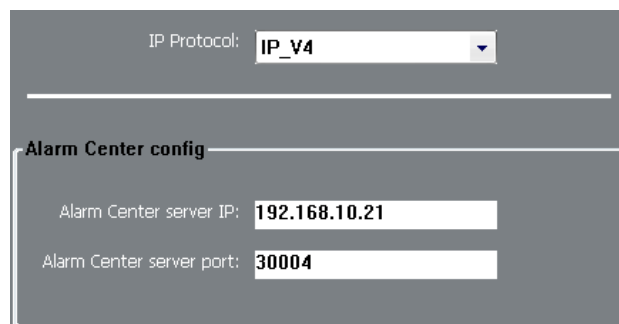 IP Protocol: IP_V4
Alarm Center config
Alarm Center server IP: 192.168.10.21
Alarm Center server port: 30004